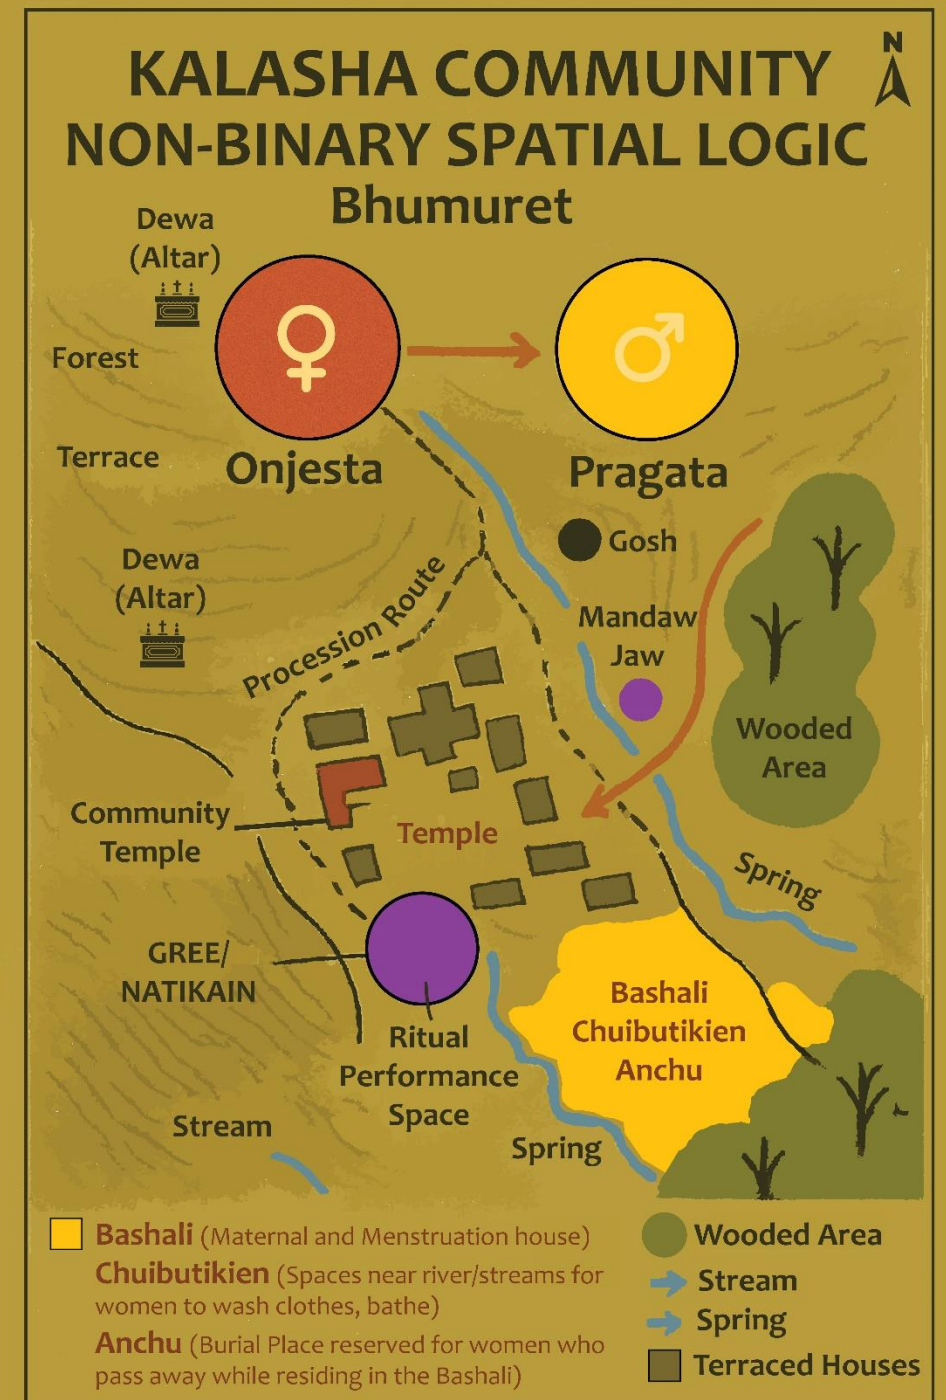 N
KALASHA COMMUNITY
NON-BINARY SPATIAL LOGIC
Bhumuret
Dewa
(Altar)
Forest
Terrace
Onjesta
Pragata
Gosh
Dewa
(Altar)
Procession Route
Mandaw
Jaw
Wooded
Area
Community
Temple
Temple
Spring
GREE/
NATIKAIN
Bashali
Chuibutikien
Anchu
Ritual
Performance
Space
Stream
Spring
Bashali (Maternal and Menstruation house)
Chuibutikien (Spaces near river/streams for
women to wash clothes, bathe)
Anchu (Burial Place reserved for women who
pass away while residing in the Bashali)
Wooded Area
Stream
Spring
Terraced Houses